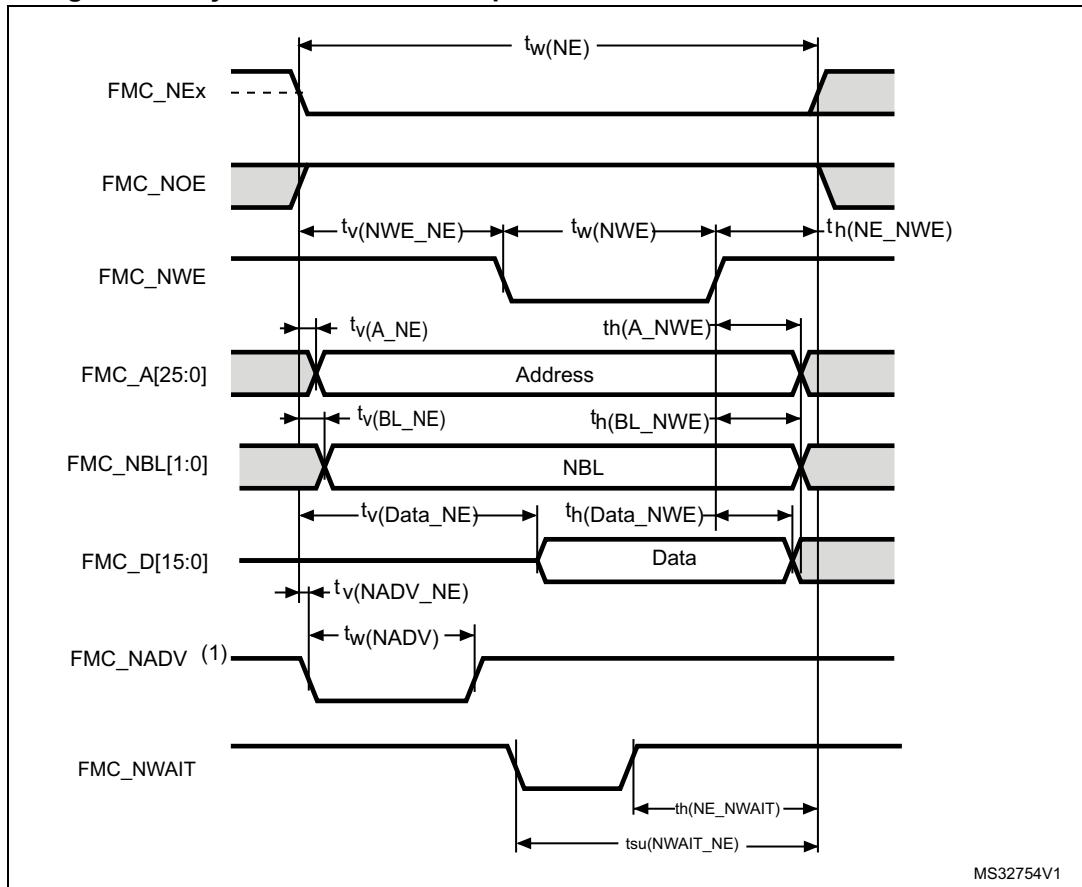 tw(NE)
FMC_NEx
FMC_NOE
tv(NWE_NE) tw(NWE) th(NE_NWE)
FMC_NWE
tv(A_NE) th(A_NWE)
FMC_A[25:0] Address
tv(BL_NE) th(BL_NWE)
FMC_NBL[1:0] NBL
tv(Data_NE) th(Data_NWE)
FMC_D[15:0] Data
tv(NADV_NE)
tw(NADV)
FMC_NADV (1)
FMC_NWAIT
th(NE_NWAIT)
tsu(NWAIT_NE)
MS32754V1